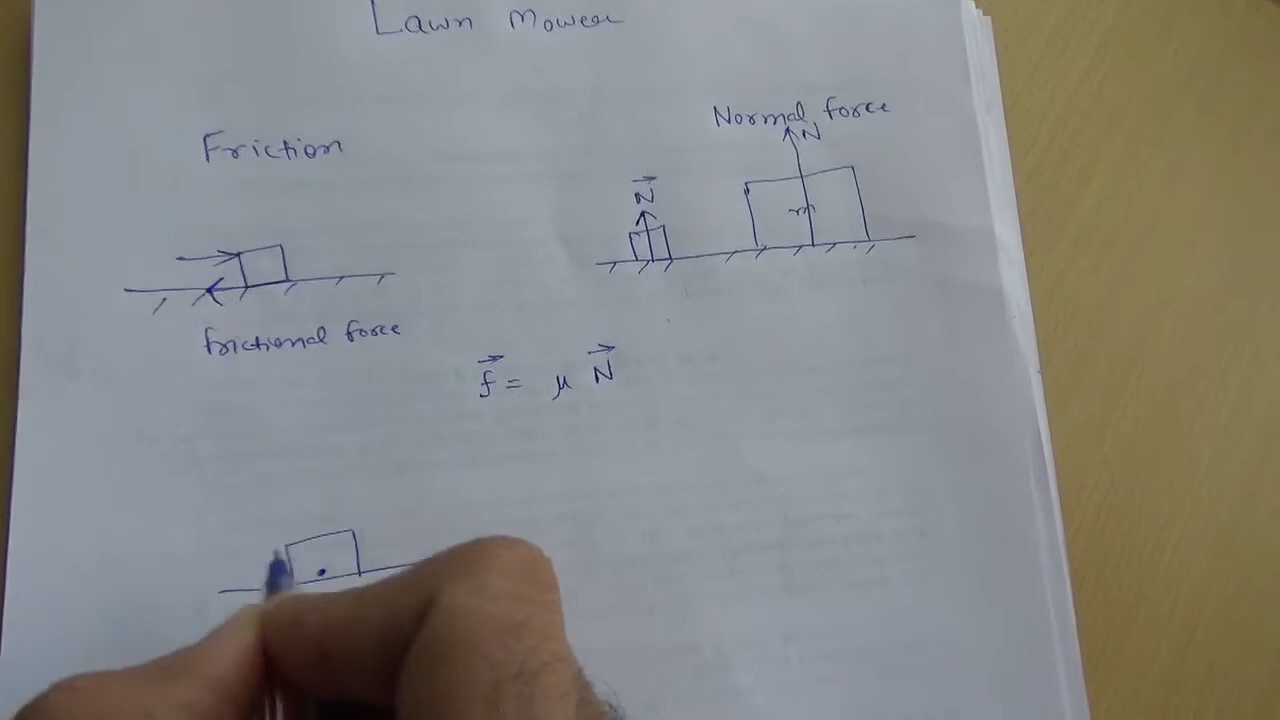 Lawn Mower
Friction
Normal force
N
N
m
frictional force
f = μ N